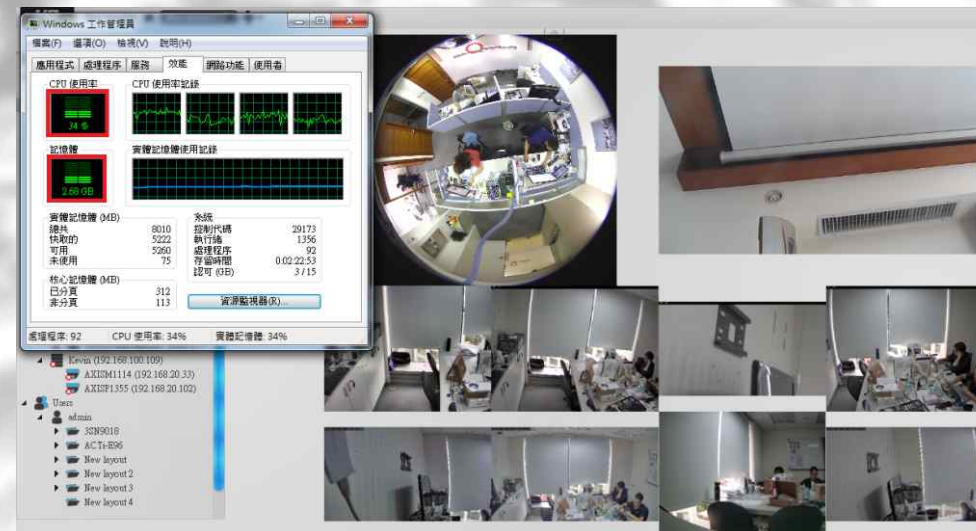 Windows 工作管理員
檔案(F) 選項(O) 檢視(V) 說明(H)
應用程式 處理程序 服務 效能 網路功能 使用者
CPU 使用率
CPU 使用率記錄
34 %
記憶體
實體記憶體使用記錄
2.68 GB
實體記憶體 (MB)
總共 8010
快取的 5222
可用 5260
未使用 75
核心記憶體 (MB)
已分頁 312
非分頁 113
系統
控制代碼 29173
執行緒 1356
處理程序 92
存留時間 0:02:22:53
認可 (GB) 3 / 15
資源監視器(R)...
處理程序: 92 CPU 使用率: 34% 實體記憶體: 34%
Kevin (192.168.100.109)
AXISM1114 (192.168.20.33)
AXISP1355 (192.168.20.102)
Users
admin
3SN9018
ACTi-E96
New layout
New layout 2
New layout 3
New layout 4